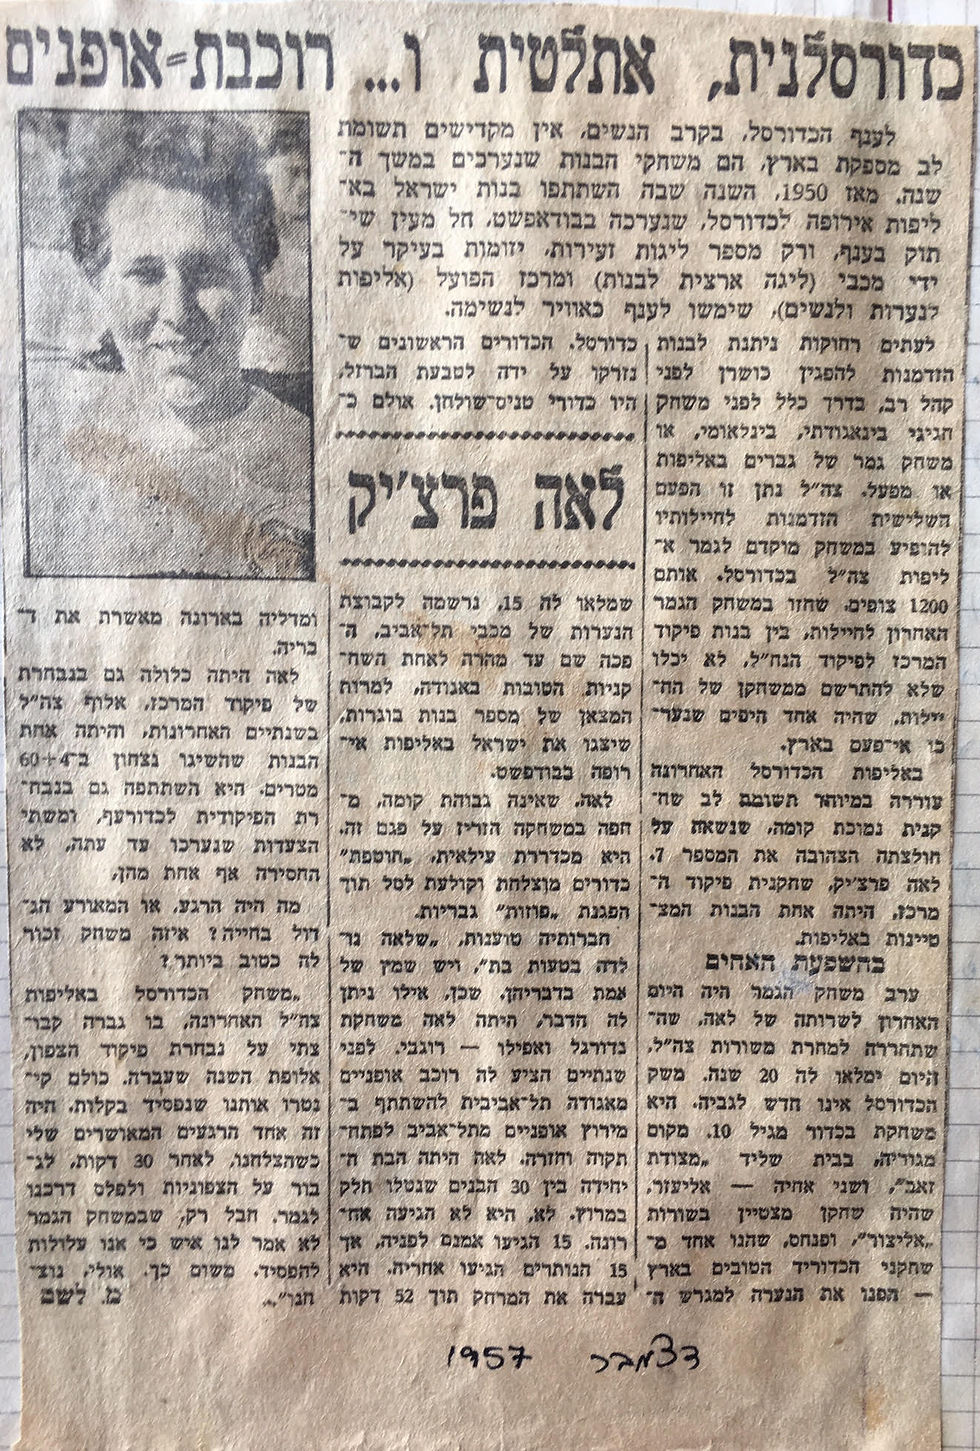 כדורסלנית, אתלטית ו... רוכבת=אופנים
לענף הכדורסל, בקרב הנשים, אין מקדישים תשומת
לב מספקת בארץ, הם משחקי הבנות שנערכים במשך ה־
שנה. מאז 1950, השנה שבה השתתפו בנות ישראל בא־
ליפות אירופה לכדורסל, שנערכה בבודאפשט, חל מעין שי־
תוק בענף, ורק מספר ליגות זעירות, יזומות בעיקר על
ידי מכבי (ליגה ארצית לבנות) ומרכז הפועל (אליפות
לנערות ולנשים), שימשו לענף כאוויר לנשימה.
לעתים רחוקות ניתנת לבנות
הזדמנות להפגין כושרן לפני
קהל רב, בדרך כלל לפני משחק
חגיגי בינאגודתי, בינלאומי, או
משחק גמר של גברים באליפות
או מפעל. צה״ל נתן זו הפעם
השלישית הזדמנות לחיילותיו
להופיע במשחק מוקדם לגמר א־
ליפות צה״ל בכדורסל. אותם
1200 צופים, שחזו במשחק הגמר
האחרון לחיילות, בין בנות פיקוד
המרכז לפיקוד הנח״ל, לא יכלו
שלא להתרשם ממשחקן של הח־
יילות, שהיה אחד היפים שנער־
כו אי־פעם בארץ.
באליפות הכדורסל האחרונה
עוררה במיוחד תשומת לב שח־
קנית נמוכת קומה, שנשאה על
חולצתה הצהובה את המספר 7.
לאה פרצ׳יק, שחקנית פיקוד ה־
מרכז, היתה אחת הבנות המצ־
טיינות באליפות.
בהשפעת האחים
ערב משחק הגמר היה היום
האחרון לשרותה של לאה, שה־
שתחררה למחרת משורות צה״ל.
היום ימלאו לה 20 שנה. משק
הכדורסל אינו חדש לגביה. היא
משחקת בכדור מגיל 10. מקום
מגוריה, בבית שליד „מצודת
זאב״, ושני אחיה — אליעזר,
שהיה שחקן מצטיין בשורות
„אליצור״, ופנחס, שהנו אחד מ־
שחקני הכדוריד הטובים בארץ
— הפנו את הנערה למגרש ה־
כדורסל. הכדורים הראשונים ש־
נזרקו על ידה לטבעת הברזל,
היו כדורי טניס־שולחן. אולם כ־
לאה פרצ׳יק
שמלאו לה 15, נרשמה לקבוצת
הנערות של מכבי תל־אביב, ה־
פכה שם עד מהרה לאחת השח־
קניות הטובות באגודה, למרות
המצאן של מספר בנות בוגרות,
שיצגו את ישראל באליפות אי־
רופה בבודפשט.
לאה, שאינה גבוהת קומה, מ־
חפה במשחקה הזריז על פגם זה.
היא מכדררת עילאית, „חוטפת״
כדורים מוצלחת וקולעת לסל תוך
הפגנת „פוזות״ גבריות.
חברותיה טוענות, „שלאה נו־
לדה בטעות בת״, ויש שמץ של
אמת בדבריהן, שכן, אילו ניתן
לה הדבר, היתה לאה משחקת
כדורגל ואפילו — רוגבי. לפני
שנתיים הציע לה רוכב אופניים
מאגודה תל־אביבית להשתתף ב־
מירוץ אופניים מתל־אביב לפתח־
תקוה וחזרה. לאה היתה הבת ה־
יחידה בין 30 הבנים שנטלו חלק
במרוץ. לא, היא לא הגיעה אח־
רונה. 15 הגיעו אמנם לפניה, אך
15 הנותרים הגיעו אחריה. היא
עברה את המרחק תוך 52 דקות
ומדליה בארונה מאשרת את ד־
בריה.
לאה היתה כלולה גם בנבחרת
של פיקוד המרכז, אלוף צה״ל
בשנתיים האחרונות, והיתה אחת
הבנות שהשיגו נצחון ב־4+60
מטרים. היא השתתפה גם בנבח־
רת הפיקודית לכדורעף, ומשתי
הצעדות שנערכו עד עתה, לא
החסירה אף אחת מהן.
מה היה הרגע, או המאורע הג־
דול בחייה? איזה משחק זכור
לה כטוב ביותר?
„משחק הכדורסל באליפות
צה״ל האחרונה, בו גברה קבו־
צתי על נבחרת פיקוד הצפון,
אלופת השנה שעברה. כולם קי־
נטרו אותנו שנפסיד בקלות. היה
זה אחד הרגעים המאושרים שלי
כשהצלחנו, לאחר 30 דקות, לג־
בור על הצפוניות ולפלס דרכנו
לגמר. חבל רק, שבמשחק הגמר
לא אמר לנו איש כי אנו עלולות
להפסיד. משום כך, אולי, נוצ־
חנו״...
מ. לשם
דצמבר 1957